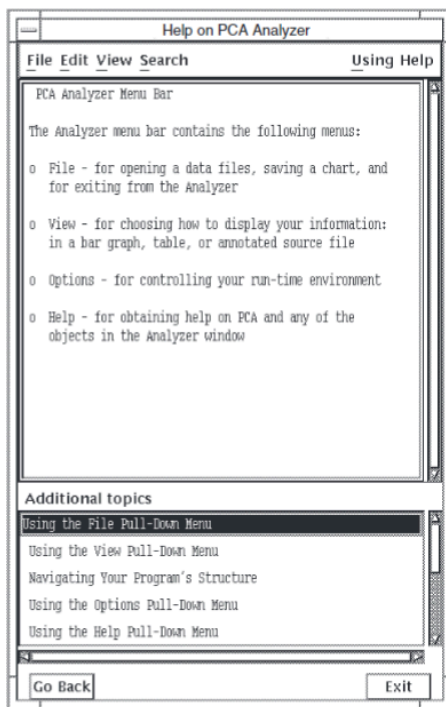 Help on PCA Analyzer
File Edit View Search Using Help
PCA Analyzer Menu Bar
The Analyzer menu bar contains the following menus:
o File - for opening a data files, saving a chart, and
for exiting from the Analyzer
o View - for choosing how to display your information:
in a bar graph, table, or annotated source file
o Options - for controlling your run-time environment
o Help - for obtaining help on PCA and any of the
objects in the Analyzer window
Additional topics
Using the File Pull-Down Menu
Using the View Pull-Down Menu
Navigating Your Program's Structure
Using the Options Pull-Down Menu
Using the Help Pull-Down Menu
Go Back Exit